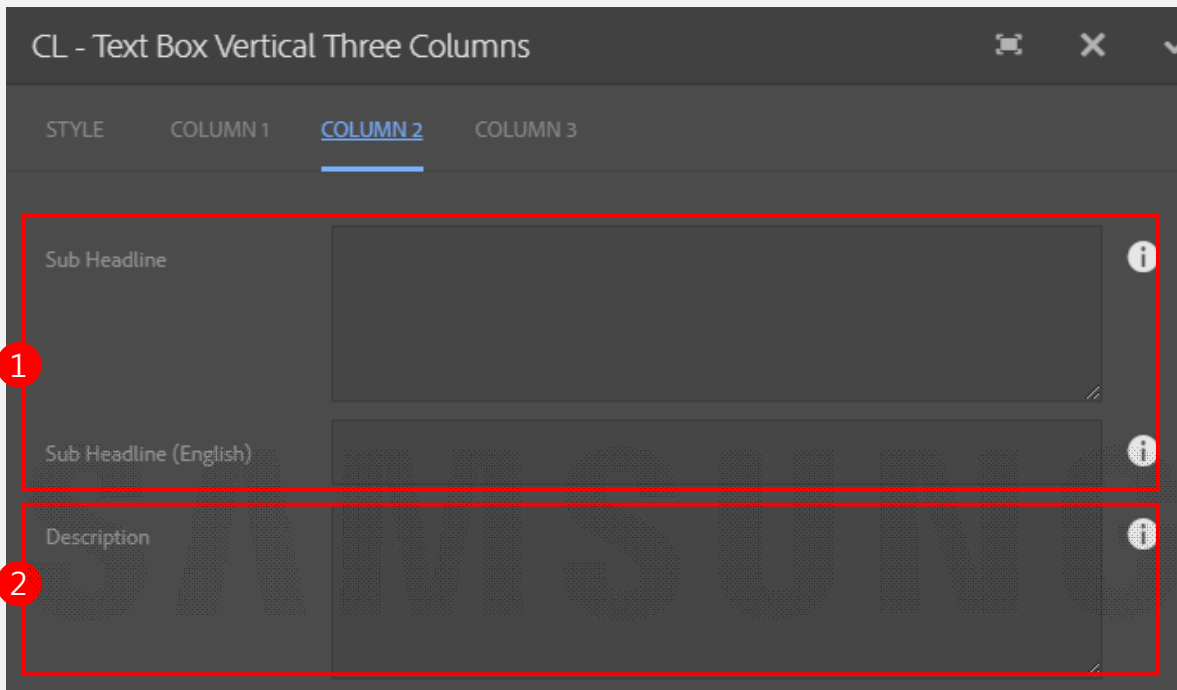 CL - Text Box Vertical Three Columns
STYLE COLUMN 1 COLUMN 2 COLUMN 3
Sub Headline
1
Sub Headline (English)
SAMSUNG
Description
2